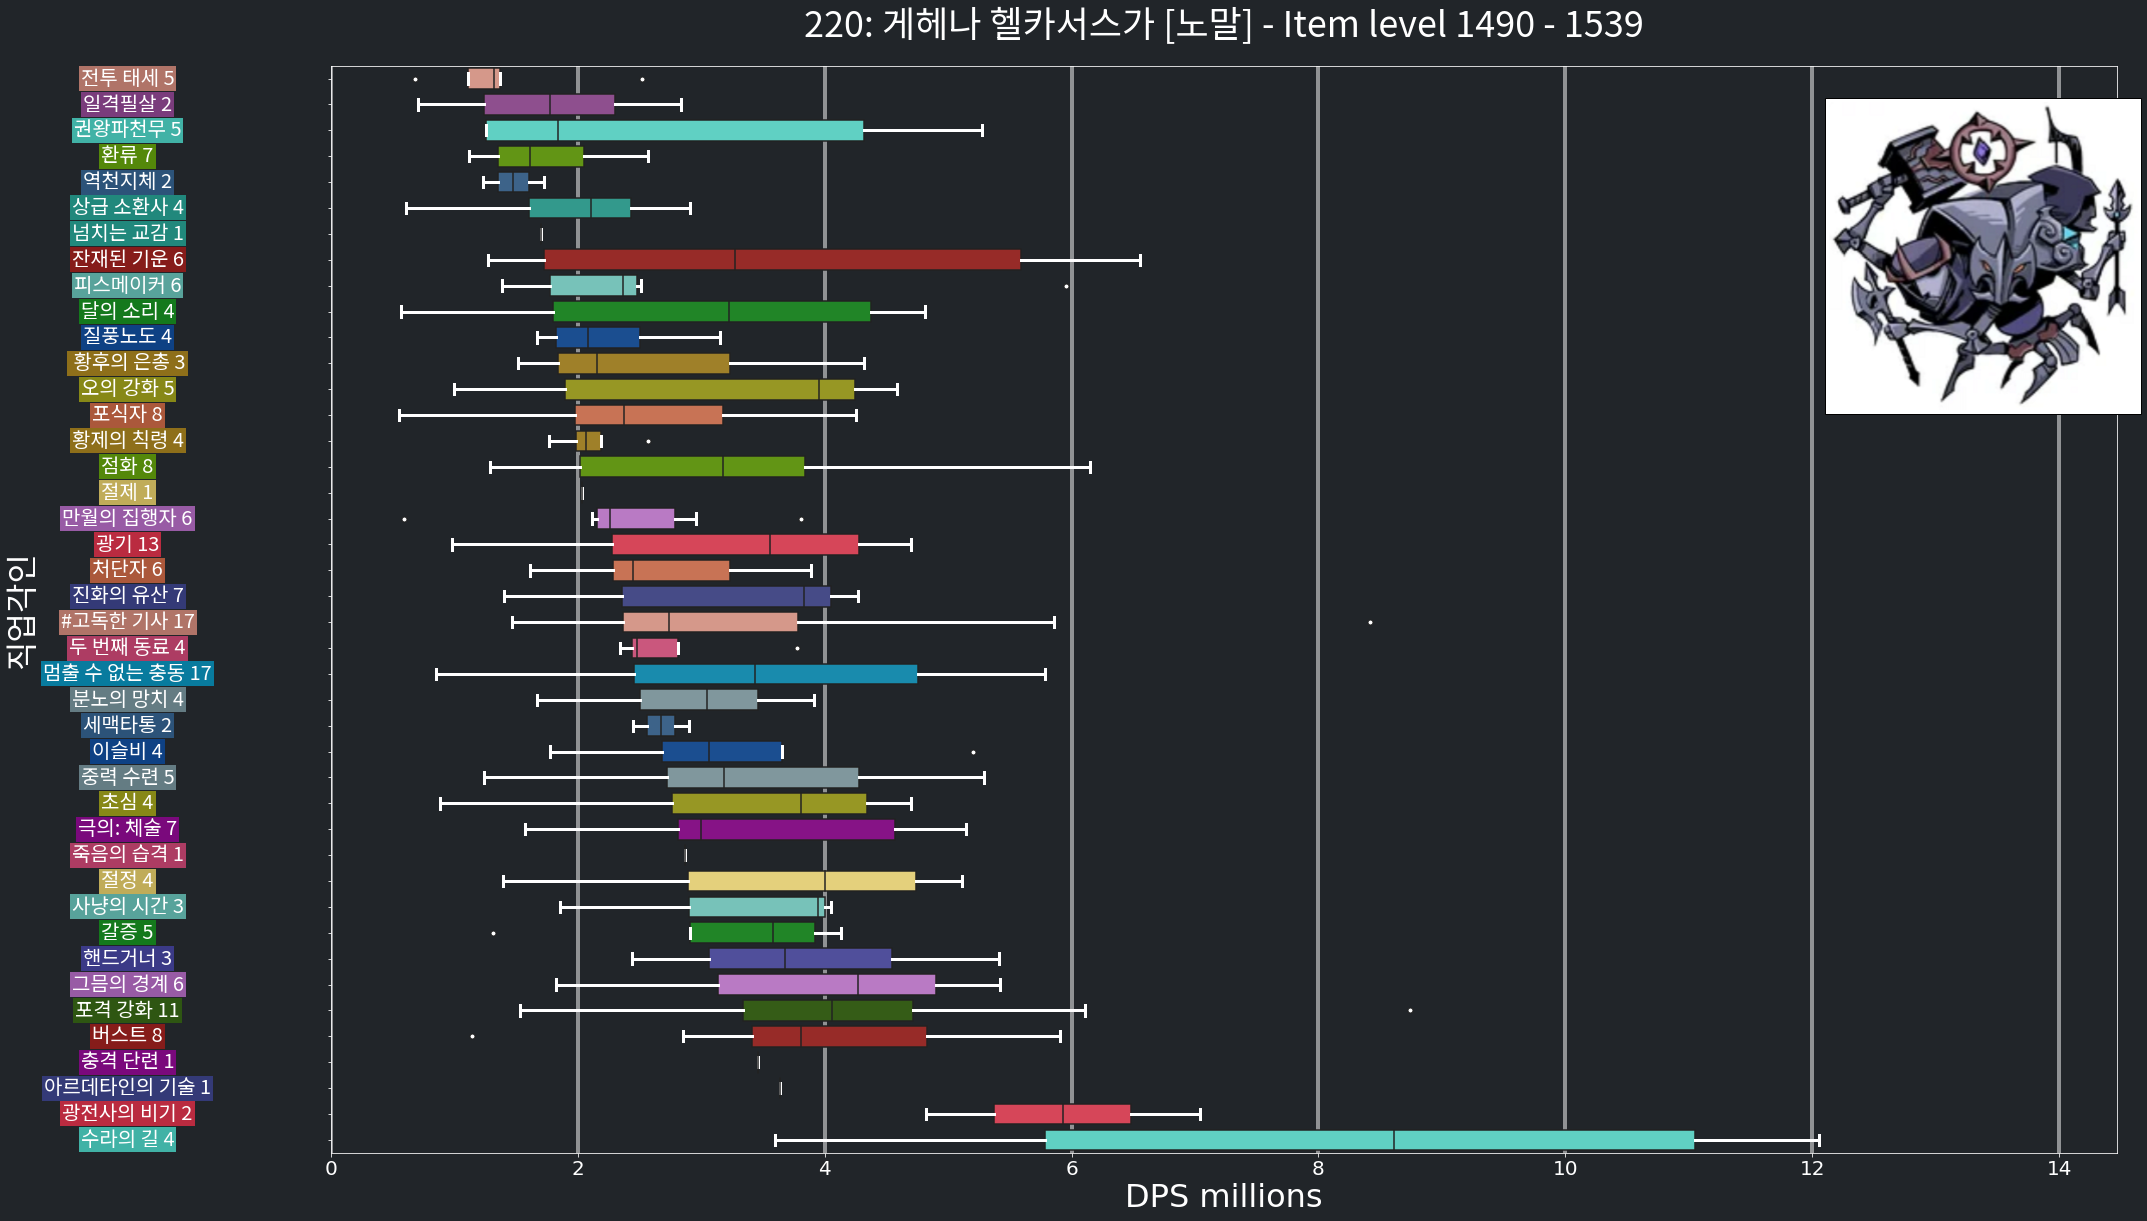 220: 게헤나 헬카서스가 [노말] - Item level 1490 - 1539
직업각인
전투 태세 5
일격필살 2
권왕파천무 5
환류 7
역천지체 2
상급 소환사 4
넘치는 교감 1
잔재된 기운 6
피스메이커 6
달의 소리 4
질풍노도 4
황후의 은총 3
오의 강화 5
포식자 8
황제의 칙령 4
점화 8
절제 1
만월의 집행자 6
광기 13
처단자 6
진화의 유산 7
#고독한 기사 17
두 번째 동료 4
멈출 수 없는 충동 17
분노의 망치 4
세맥타통 2
이슬비 4
중력 수련 5
초심 4
극의: 체술 7
죽음의 습격 1
절정 4
사냥의 시간 3
갈증 5
핸드거너 3
그믐의 경계 6
포격 강화 11
버스트 8
충격 단련 1
아르데타인의 기술 1
광전사의 비기 2
수라의 길 4
0 2 4 6 8 10 12 14
DPS millions